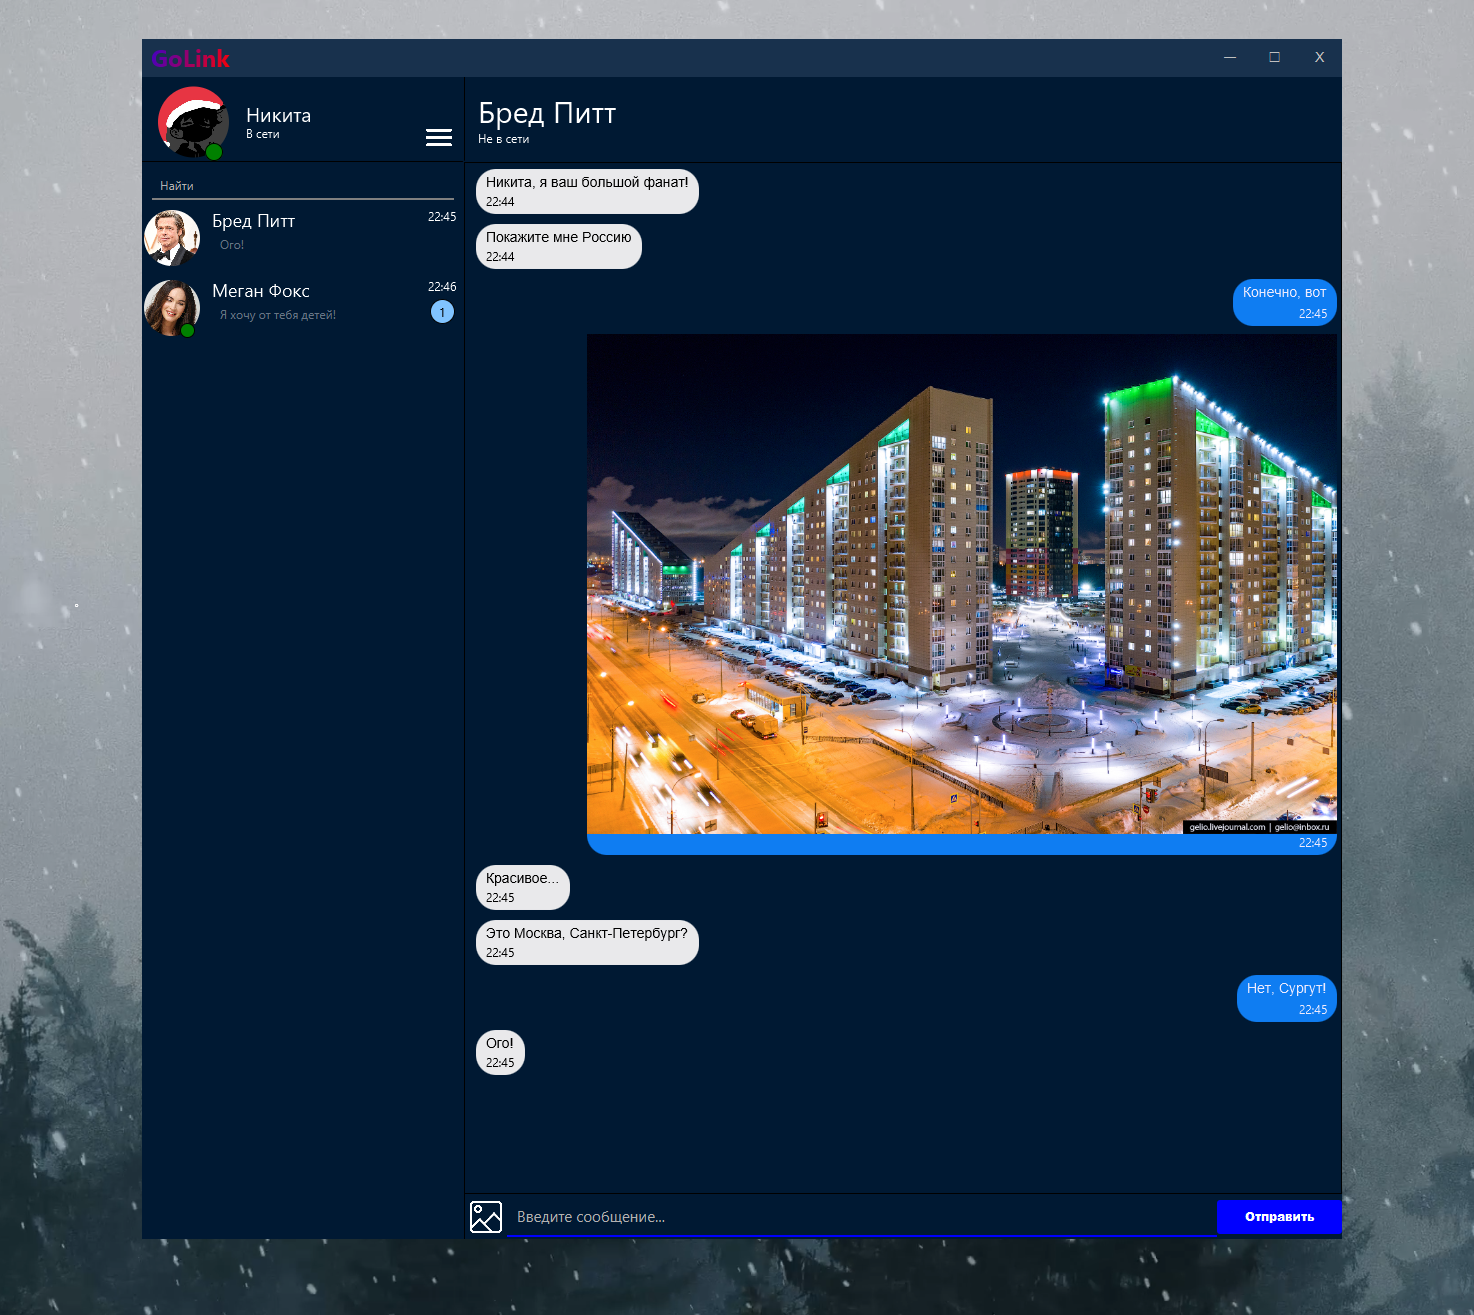 GoLink
— □ X
Никита
В сети
Найти
Бред Питт
22:45
Ого!
Меган Фокс
22:46
Я хочу от тебя детей!
1
Бред Питт
Не в сети
Никита, я ваш большой фанат!
22:44
Покажите мне Россию
22:44
Конечно, вот
22:45
gelio.livejournal.com | gelio@inbox.ru
22:45
Красивое...
22:45
Это Москва, Санкт-Петербург?
22:45
Нет, Сургут!
22:45
Ого!
22:45
Введите сообщение...
Отправить